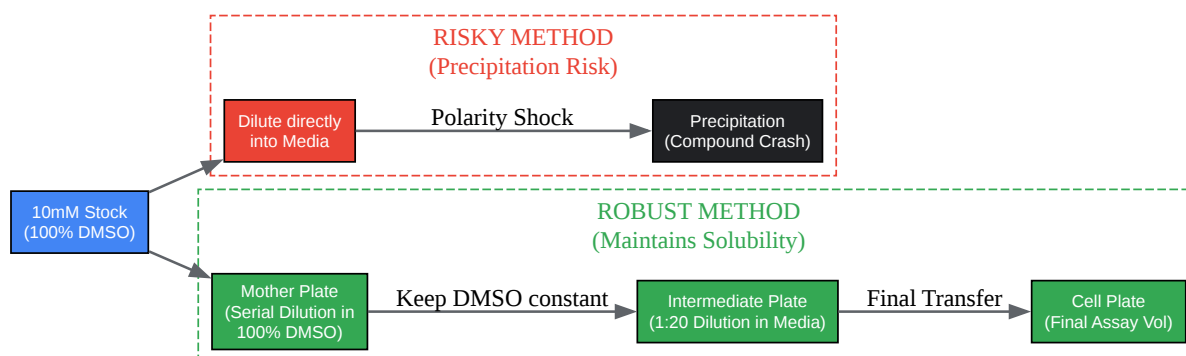 RISKY METHOD
(Precipitation Risk)
Dilute directly
into Media
Polarity Shock
Precipitation
(Compound Crash)
10mM Stock
(100% DMSO)
ROBUST METHOD
(Maintains Solubility)
Mother Plate
(Serial Dilution in
100% DMSO)
Keep DMSO constant
Intermediate Plate
(1:20 Dilution in Media)
Final Transfer
Cell Plate
(Final Assay Vol)